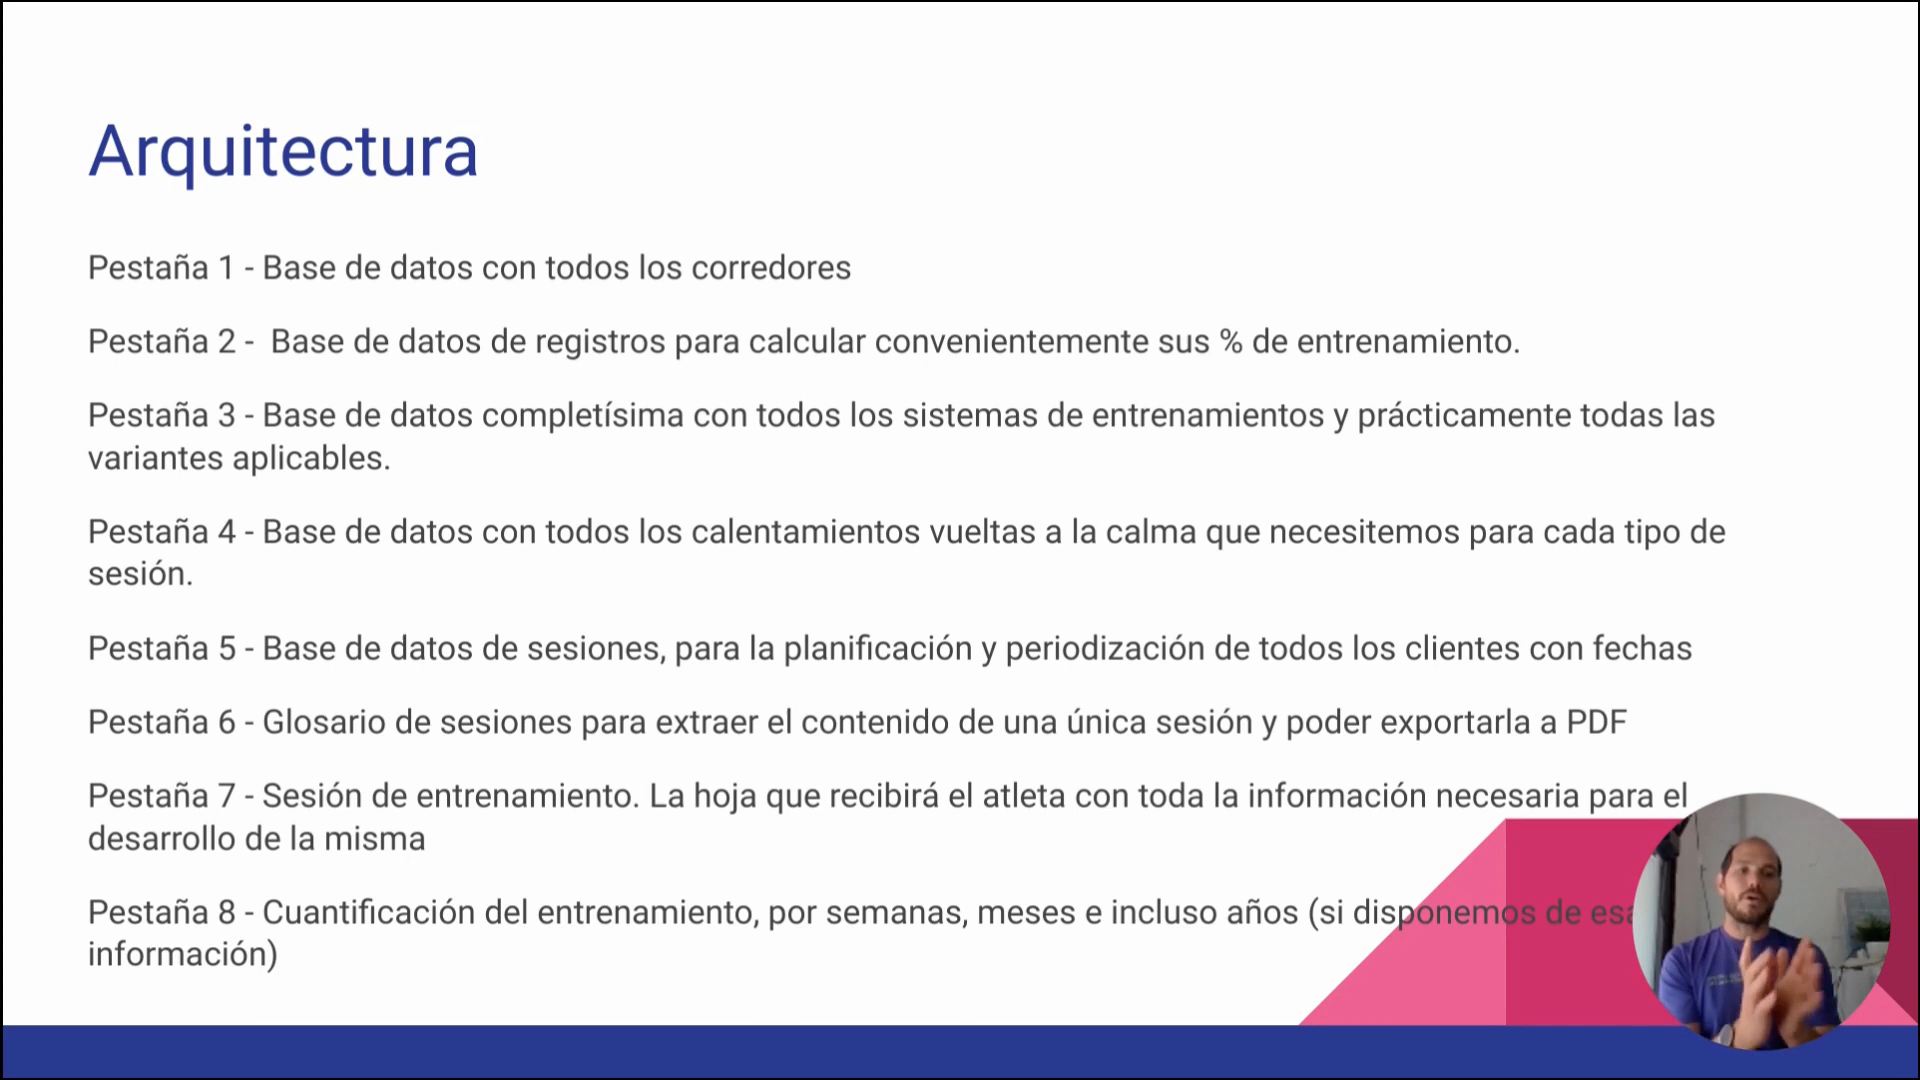 Arquitectura
Pestaña 1 - Base de datos con todos los corredores
Pestaña 2 -  Base de datos de registros para calcular convenientemente sus % de entrenamiento.
Pestaña 3 - Base de datos completísima con todos los sistemas de entrenamientos y prácticamente todas las
variantes aplicables.
Pestaña 4 - Base de datos con todos los calentamientos vueltas a la calma que necesitemos para cada tipo de
sesión.
Pestaña 5 - Base de datos de sesiones, para la planificación y periodización de todos los clientes con fechas
Pestaña 6 - Glosario de sesiones para extraer el contenido de una única sesión y poder exportarla a PDF
Pestaña 7 - Sesión de entrenamiento. La hoja que recibirá el atleta con toda la información necesaria para el
desarrollo de la misma
Pestaña 8 - Cuantificación del entrenamiento, por semanas, meses e incluso años (si disponemos de esa
información)